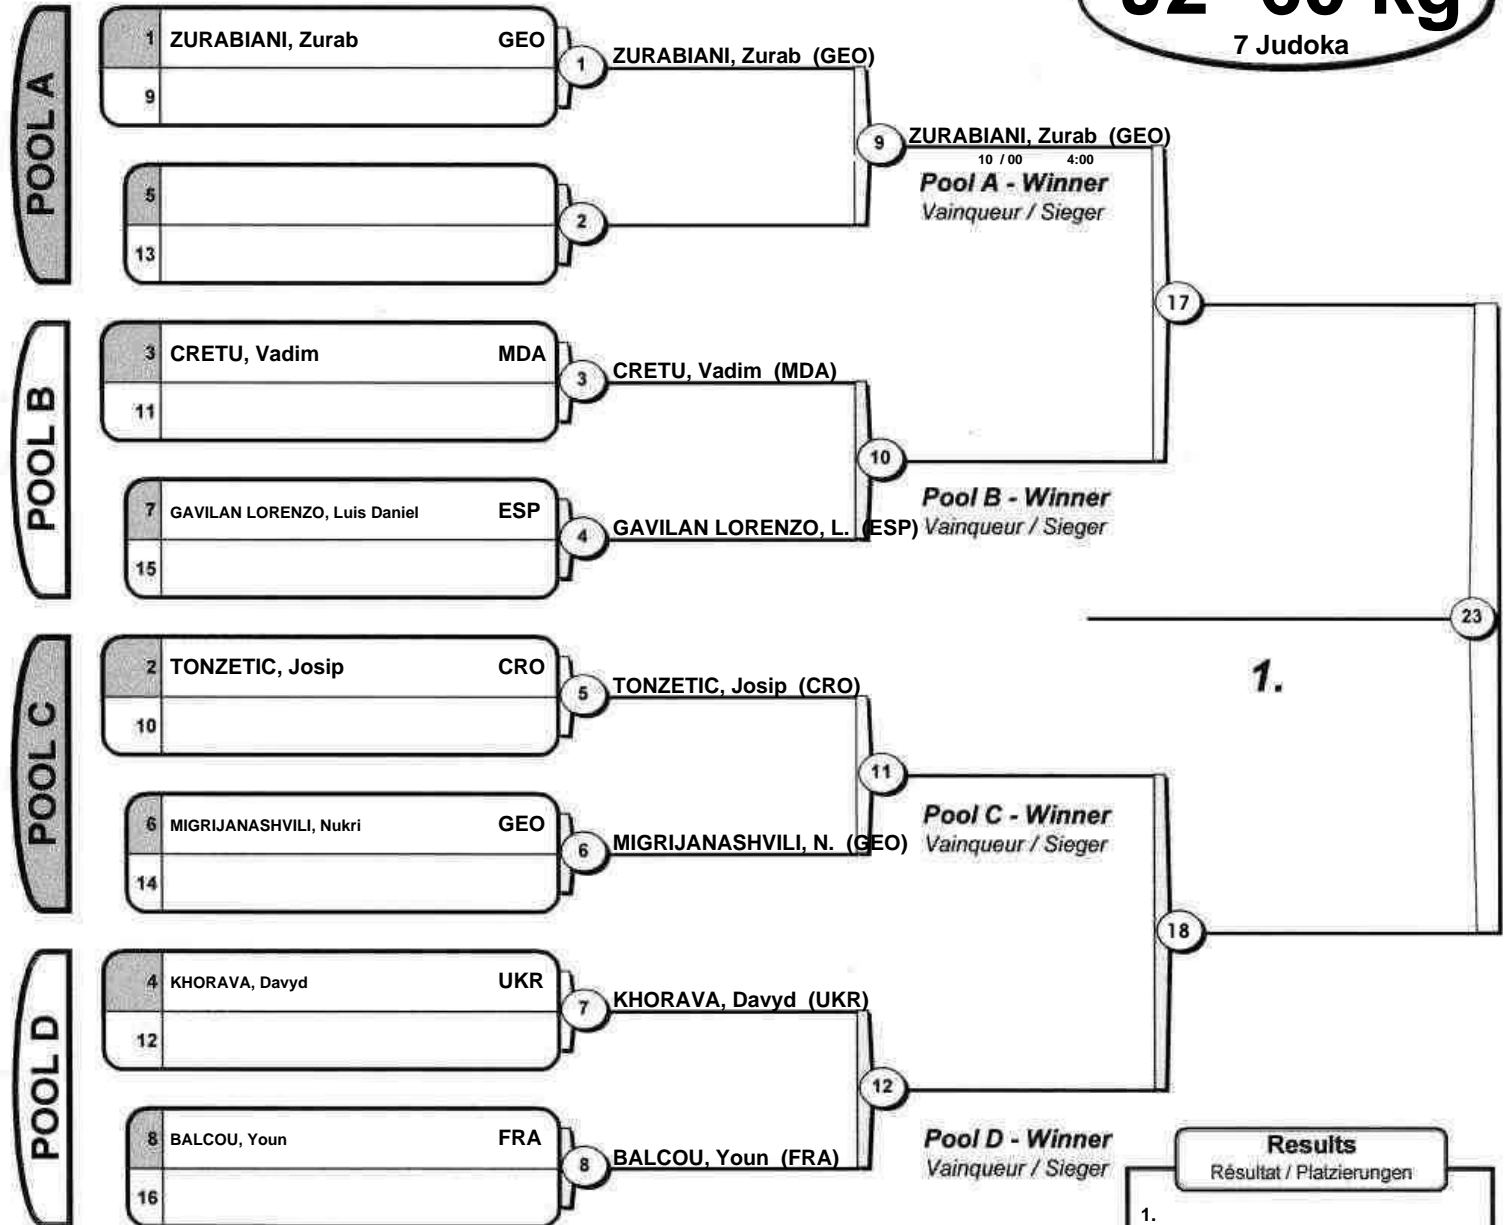 J2 -60 kg
7 Judoka
POOL A
1 ZURABIANI, Zurab GEO
9
5
13
1 ZURABIANI, Zurab (GEO)
2
9 ZURABIANI, Zurab (GEO)
10 / 00 4:00
Pool A - Winner
Vainqueur / Sieger
POOL B
3 CRETU, Vadim MDA
11
7 GAVILAN LORENZO, Luis Daniel ESP
15
3 CRETU, Vadim (MDA)
4 GAVILAN LORENZO, L. (ESP)
10
Pool B - Winner
Vainqueur / Sieger
17
POOL C
2 TONZETIC, Josip CRO
10
6 MIGRIJANASHVILI, Nukri GEO
14
5 TONZETIC, Josip (CRO)
6 MIGRIJANASHVILI, N. (GEO)
11
Pool C - Winner
Vainqueur / Sieger
POOL D
4 KHORAVA, Davyd UKR
12
8 BALCOU, Youn FRA
16
7 KHORAVA, Davyd (UKR)
8 BALCOU, Youn (FRA)
12
Pool D - Winner
Vainqueur / Sieger
18
23
1.
Results
Résultat / Platzierungen
1.